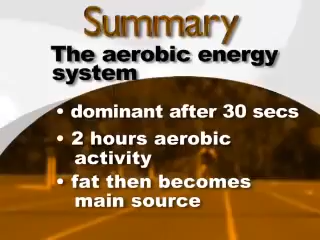 Summary
The aerobic energy
system
• dominant after 30 secs
• 2 hours aerobic
activity
• fat then becomes
main source